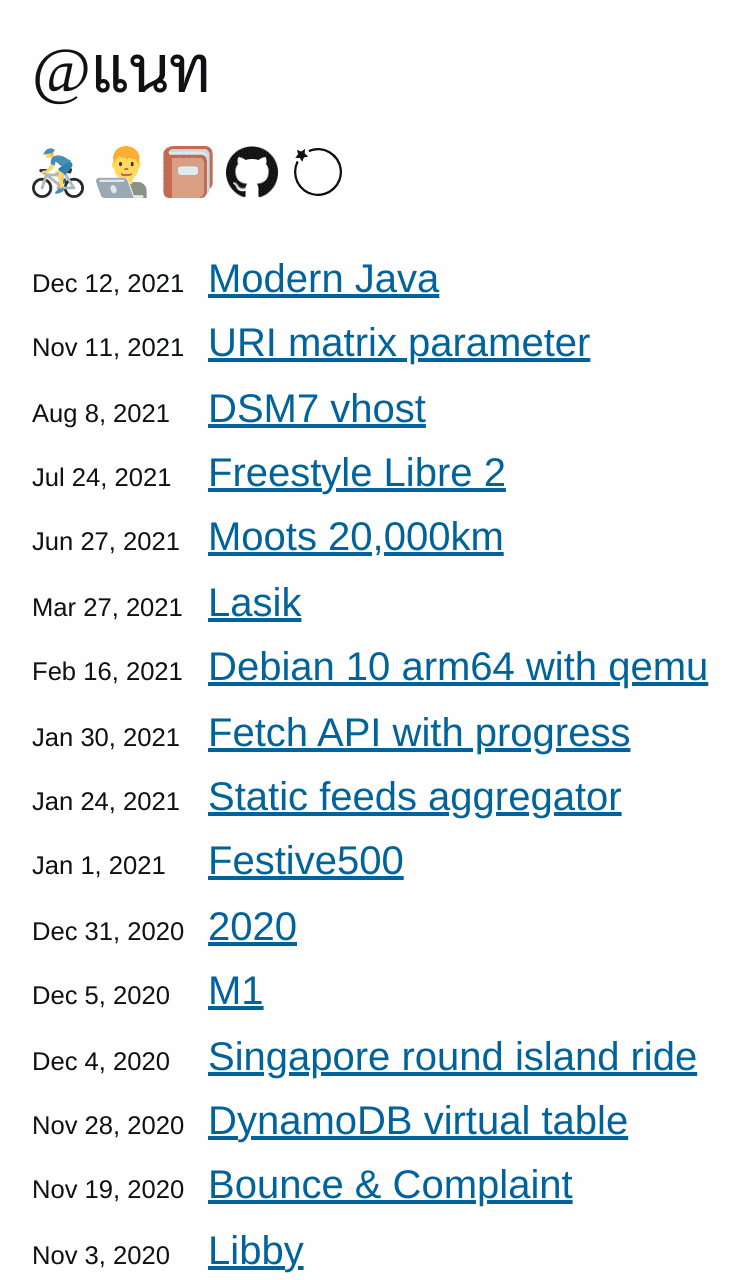 @แนท
Dec 12, 2021 Modern Java
Nov 11, 2021 URI matrix parameter
Aug 8, 2021 DSM7 vhost
Jul 24, 2021 Freestyle Libre 2
Jun 27, 2021 Moots 20,000km
Mar 27, 2021 Lasik
Feb 16, 2021 Debian 10 arm64 with qemu
Jan 30, 2021 Fetch API with progress
Jan 24, 2021 Static feeds aggregator
Jan 1, 2021 Festive500
Dec 31, 2020 2020
Dec 5, 2020 M1
Dec 4, 2020 Singapore round island ride
Nov 28, 2020 DynamoDB virtual table
Nov 19, 2020 Bounce & Complaint
Nov 3, 2020 Libby